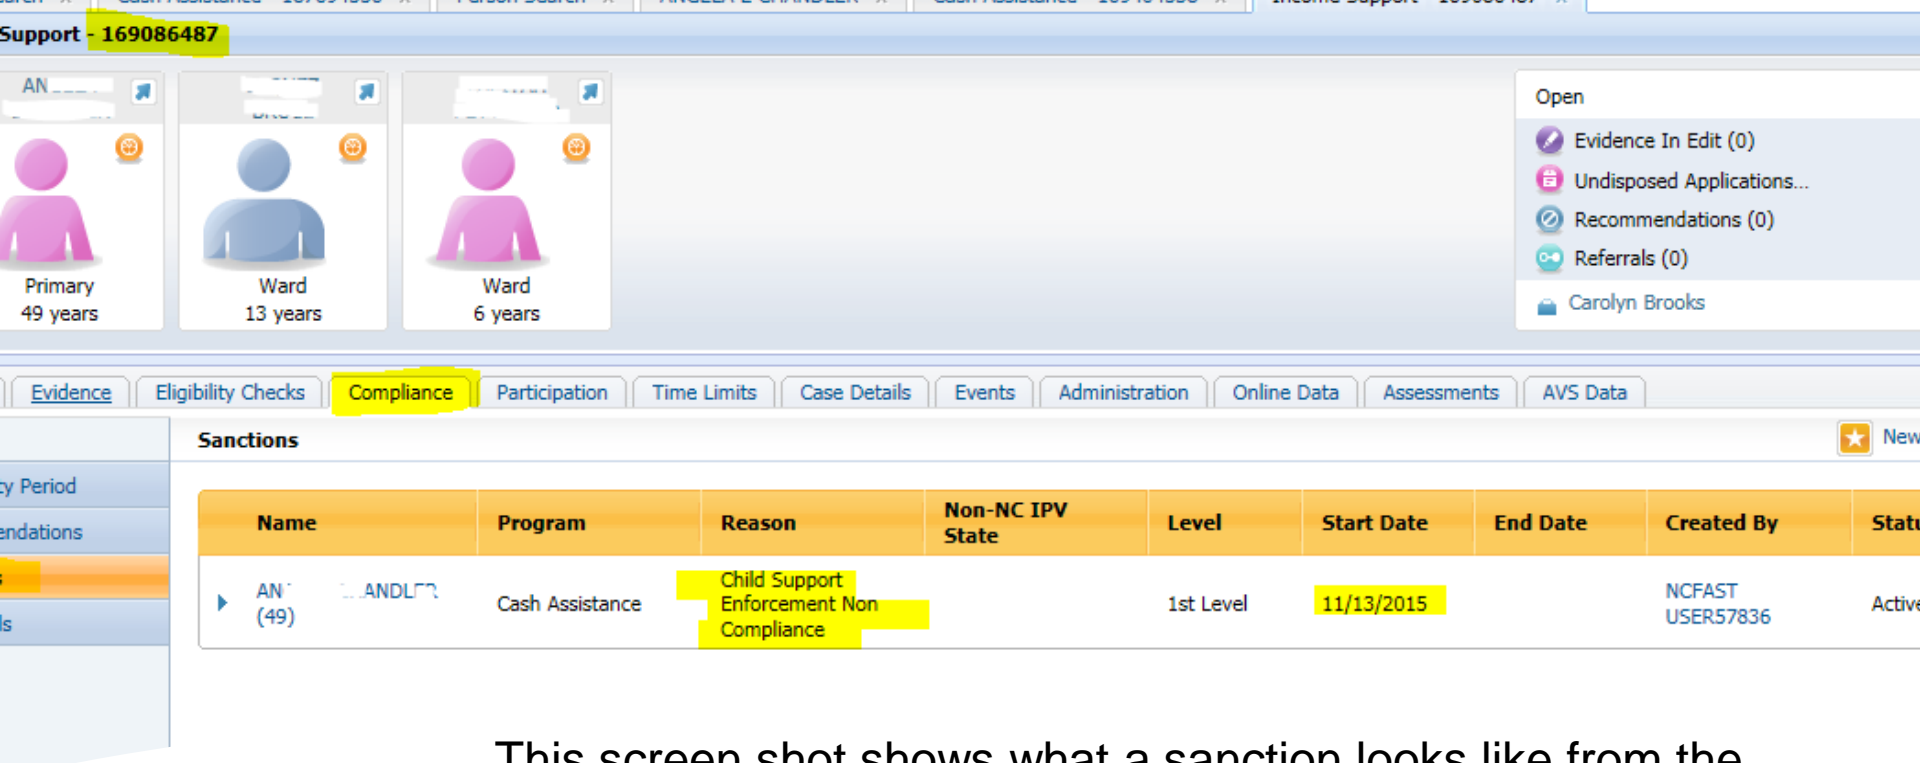 Support - 169086487
AN
Open
Evidence In Edit (0)
Undisposed Applications...
Recommendations (0)
Referrals (0)
Carolyn Brooks
Primary
49 years
Ward
13 years
Ward
6 years
Evidence Eligibility Checks Compliance Participation Time Limits Case Details Events Administration Online Data Assessments AVS Data
Sanctions
New
Period
Name Program Reason Non-NC IPV State Level Start Date End Date Created By
(49) Cash Assistance Child Support Enforcement Non Compliance 1st Level 11/13/2015 NCFAST USER57836 Active
This screen shot shows what a sanction looks like from the